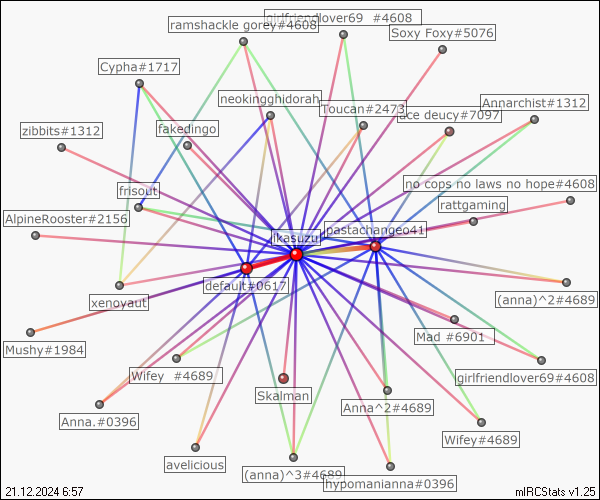 girlfriendlover69 #4608
ramshackle gorey#4608
Soxy Foxy#5076
Cypha#1717
neokingghidorah
Toucan#2473
Annarchist#1312
ace deucy#7097
fakedingo
zibbits#1312
no cops no laws no hope#4608
frisout
rattgaming
AlpineRooster#2156
pastachangeo41
ikasuzu
default#0617
xenoyaut
(anna)^2#4689
Mad #6901
Mushy#1984
Wifey #4689
girlfriendlover69#4608
Skalman
Anna^2#4689
Anna.#0396
Wifey#4689
avelicious
(anna)^3#4689
hypomanianna#0396
21.12.2024 6:57
mIRCStats v1.25